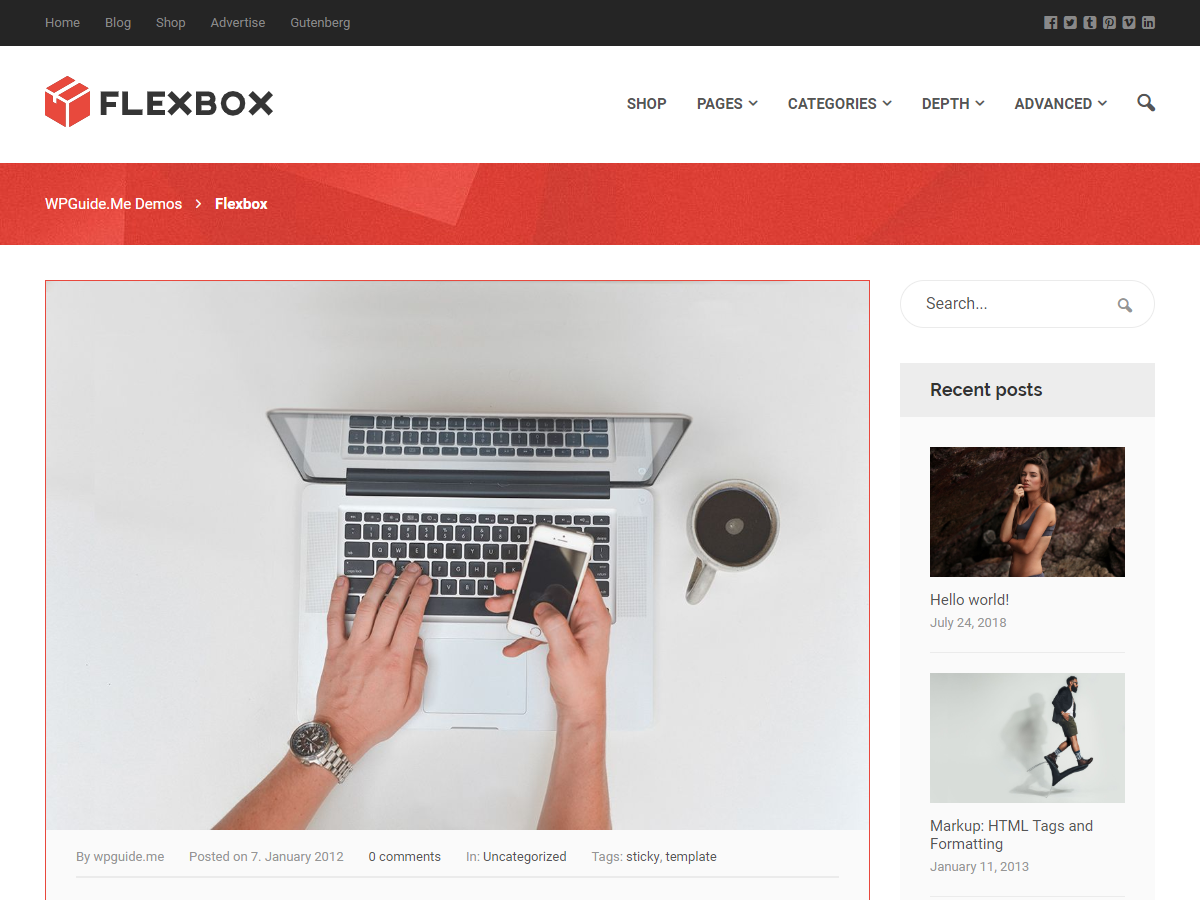 Home Blog Shop Advertise Gutenberg
FLEXBOX
SHOP PAGES CATEGORIES DEPTH ADVANCED
WPGuide.Me Demos Flexbox
Search...
Recent posts
Hello world!
July 24, 2018
Markup: HTML Tags and
Formatting
January 11, 2013
By wpguide.me Posted on 7. January 2012 0 comments In: Uncategorized Tags: sticky, template